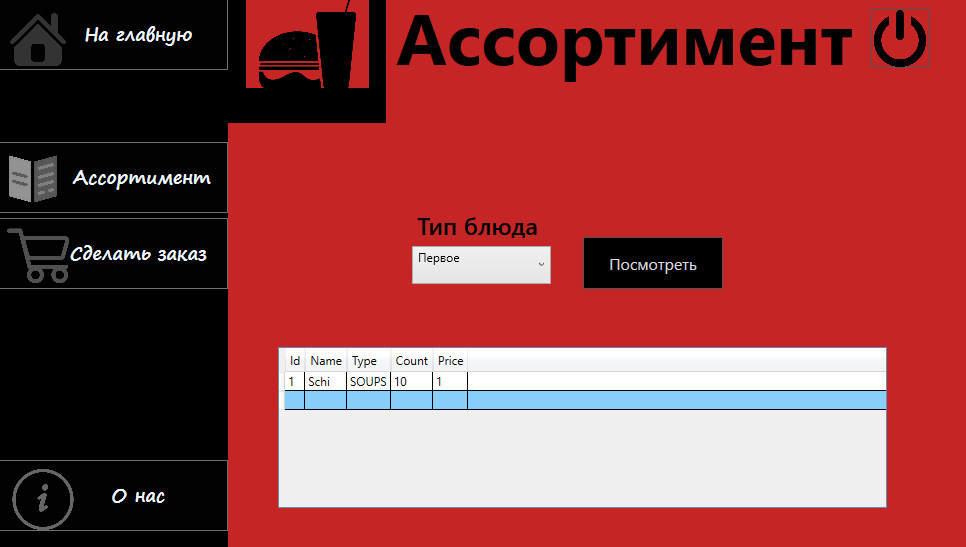 На главную
Ассортимент
Ассортимент
Сделать заказ
Тип блюда
Первое
Посмотреть
Id Name Type Count Price
1 Schi SOUPS 10 1
i О нас